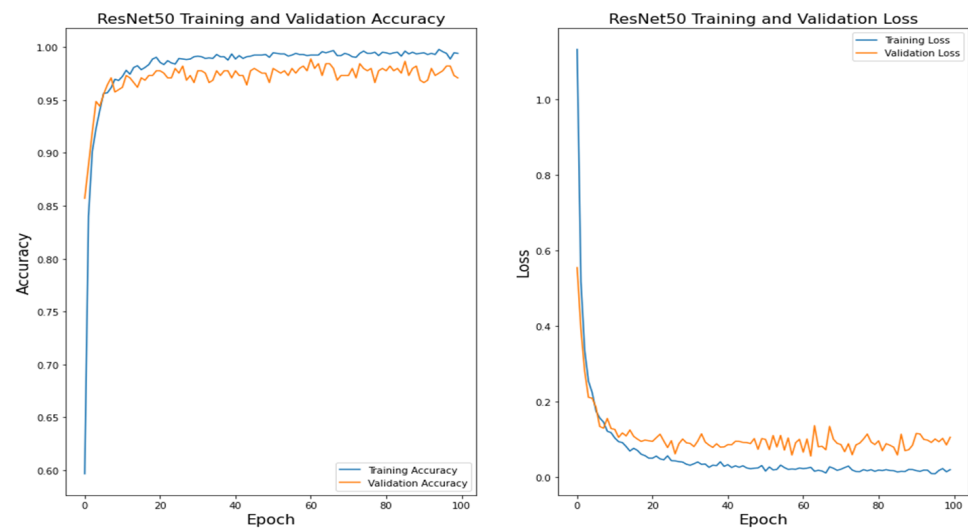 ResNet50 Training and Validation Accuracy
1.00
0.95
0.90
0.85
0.80
0.75
0.70
0.65
0.60
Accuracy
Training Accuracy
Validation Accuracy
0 20 40 60 80 100
Epoch
ResNet50 Training and Validation Loss
Training Loss
Validation Loss
1.0
0.8
0.6
0.4
0.2
0.0
Loss
0 20 40 60 80 100
Epoch